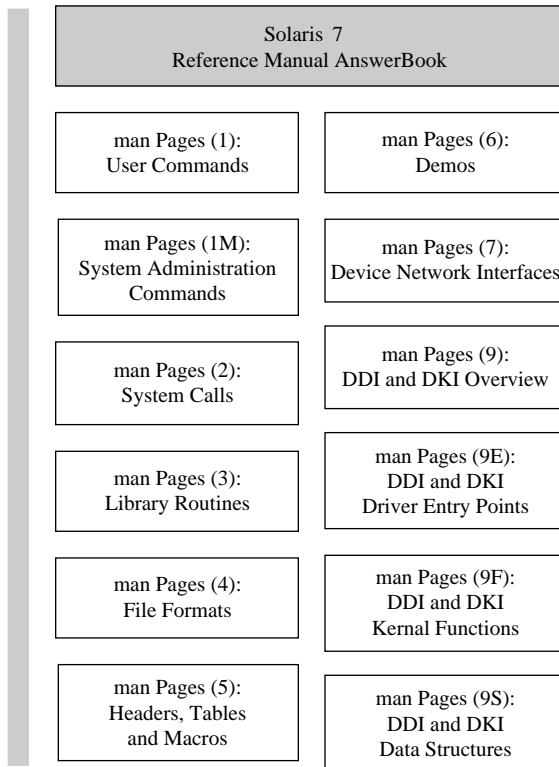 Solaris 7
Reference Manual AnswerBook
man Pages (1):
User Commands
man Pages (1M):
System Administration
Commands
man Pages (2):
System Calls
man Pages (3):
Library Routines
man Pages (4):
File Formats
man Pages (5):
Headers, Tables
and Macros
man Pages (6):
Demos
man Pages (7):
Device Network Interfaces
man Pages (9):
DDI and DKI Overview
man Pages (9E):
DDI and DKI
Driver Entry Points
man Pages (9F):
DDI and DKI
Kernal Functions
man Pages (9S):
DDI and DKI
Data Structures